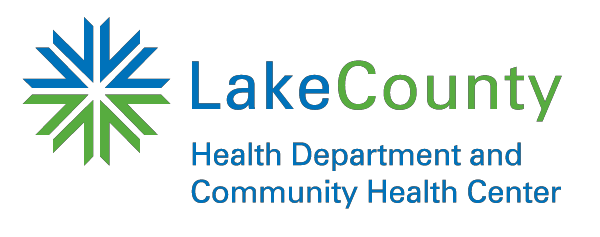 LakeCounty
Health Department and
Community Health Center